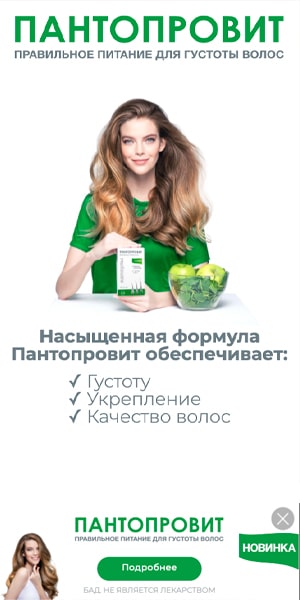 ПАНТОПРОВИТ
ПРАВИЛЬНОЕ ПИТАНИЕ ДЛЯ ГУСТОТЫ ВОЛОС
Насыщенная формула
Пантопровит обеспечивает:
✓ Густоту
✓ Укрепление
✓ Качество волос
ПАНТОПРОВИТ
ПРАВИЛЬНОЕ ПИТАНИЕ ДЛЯ ГУСТОТЫ ВОЛОС
НОВИНКА
Подробнее
БАД. НЕ ЯВЛЯЕТСЯ ЛЕКАРСТВОМ